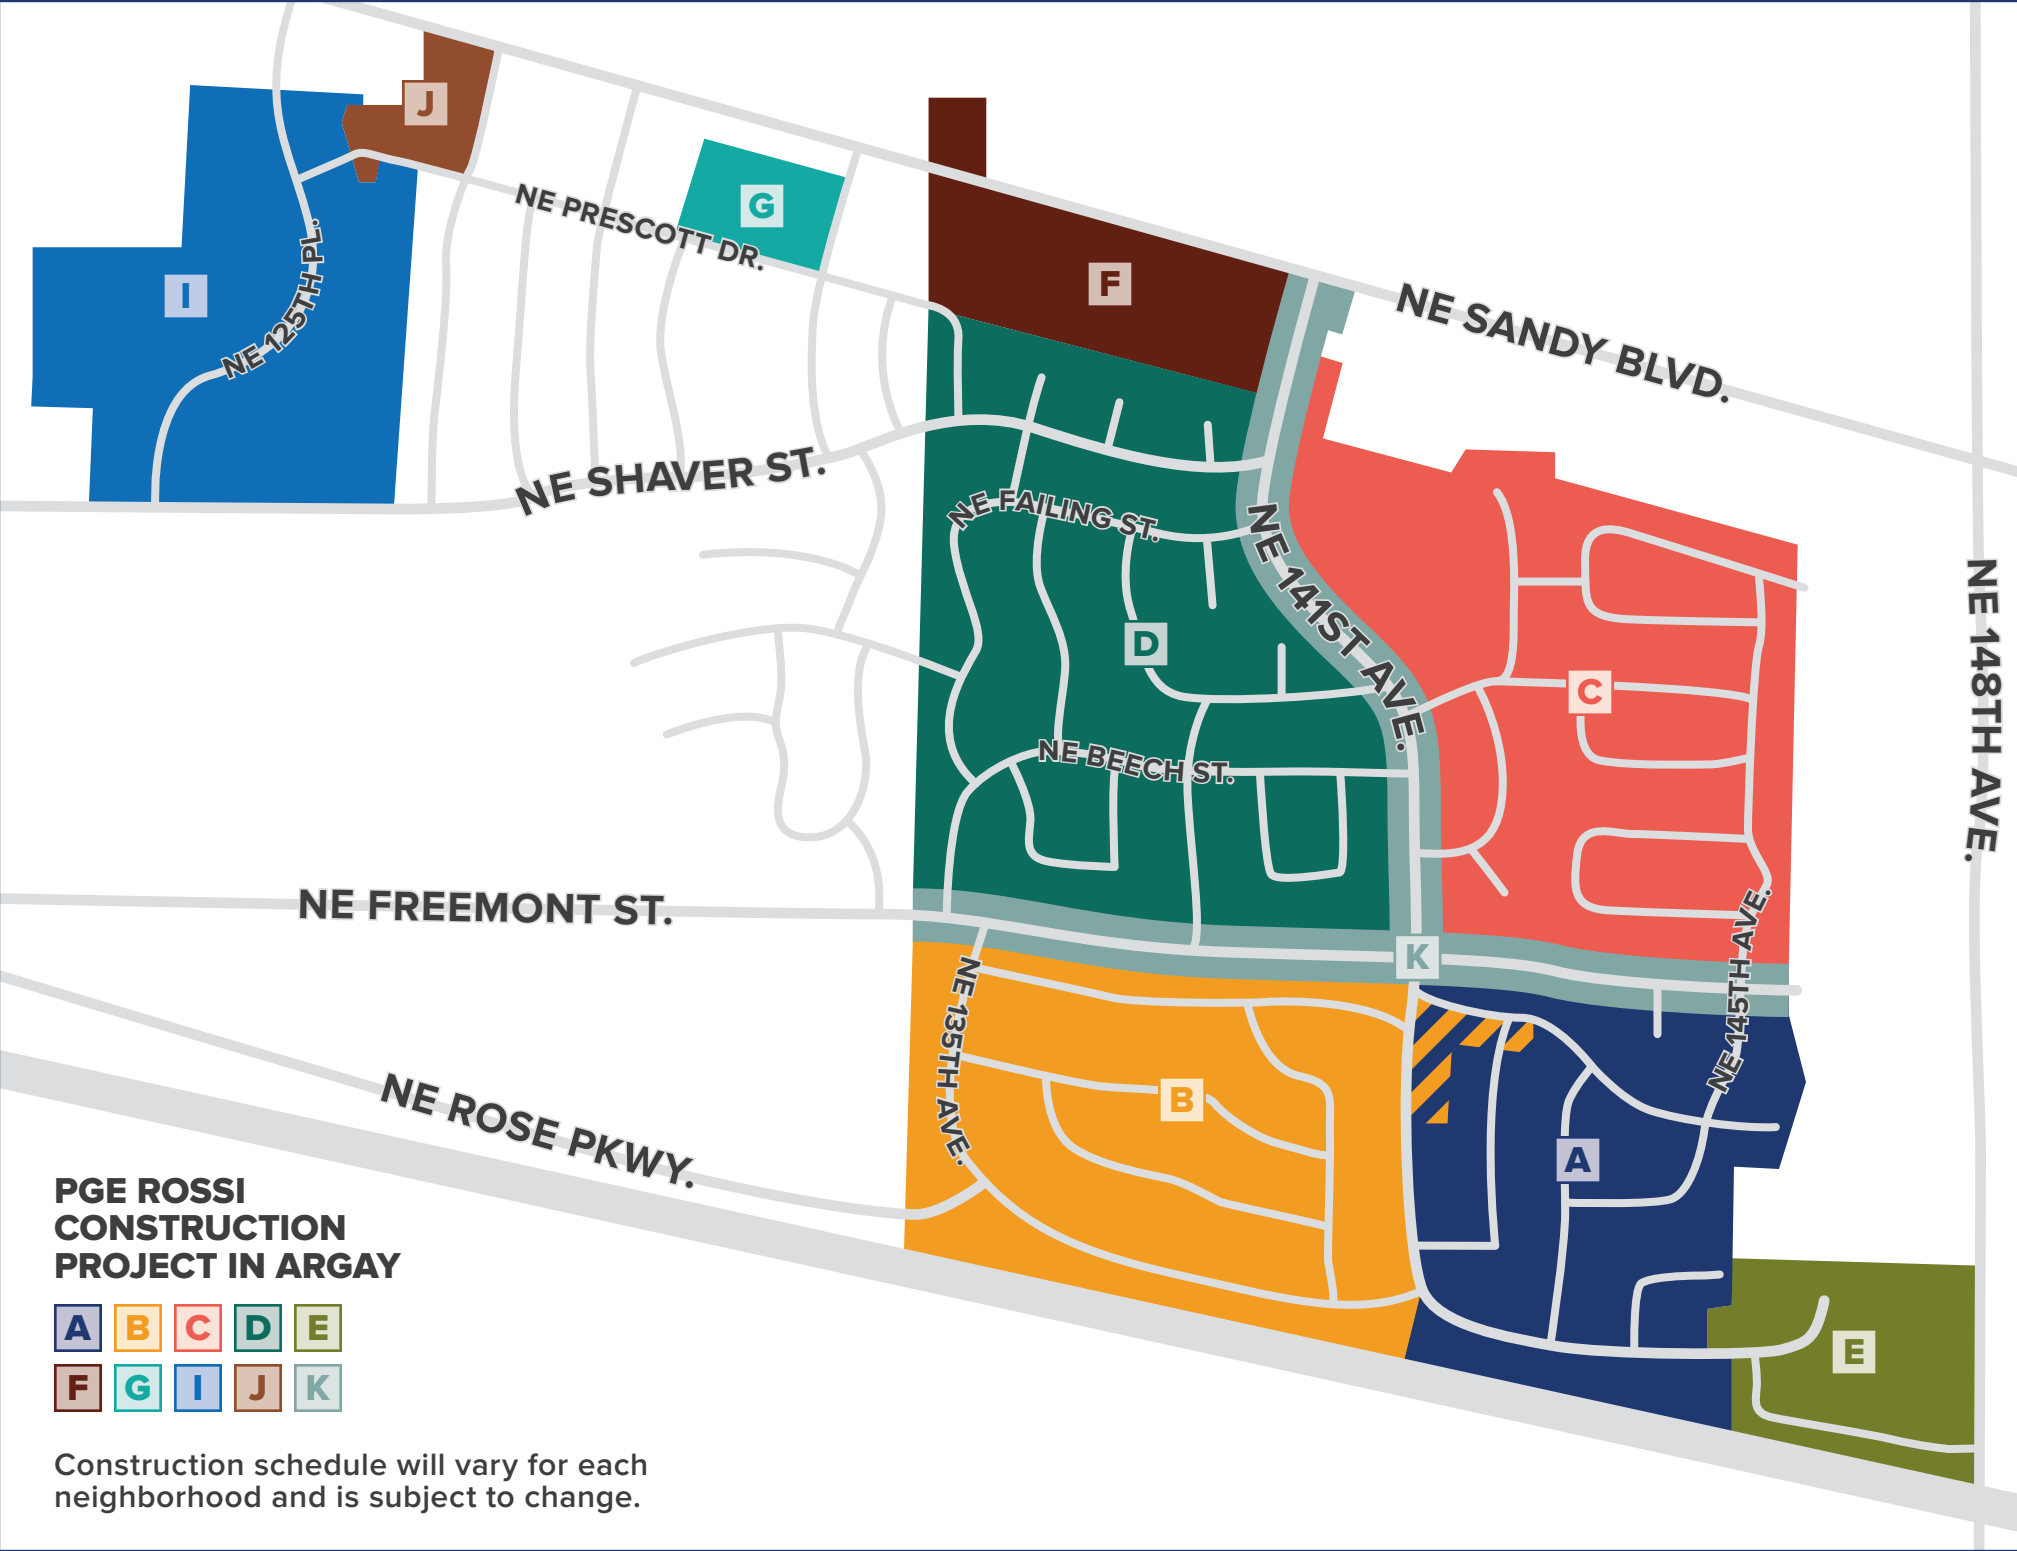 J
G
I
F
NE PRESCOTT DR.
NE 125TH PL.
NE SANDY BLVD.
NE SHAVER ST.
NE FAILING ST.
NE 141ST AVE.
NE 148TH AVE.
D
C
NE BEECH ST.
NE FREEMONT ST.
K
NE 145TH AVE.
NE 135TH AVE.
B
A
NE ROSE PKWY.
E
PGE ROSSI
CONSTRUCTION
PROJECT IN ARGAY
A B C D E
F G I J K
Construction schedule will vary for each
neighborhood and is subject to change.